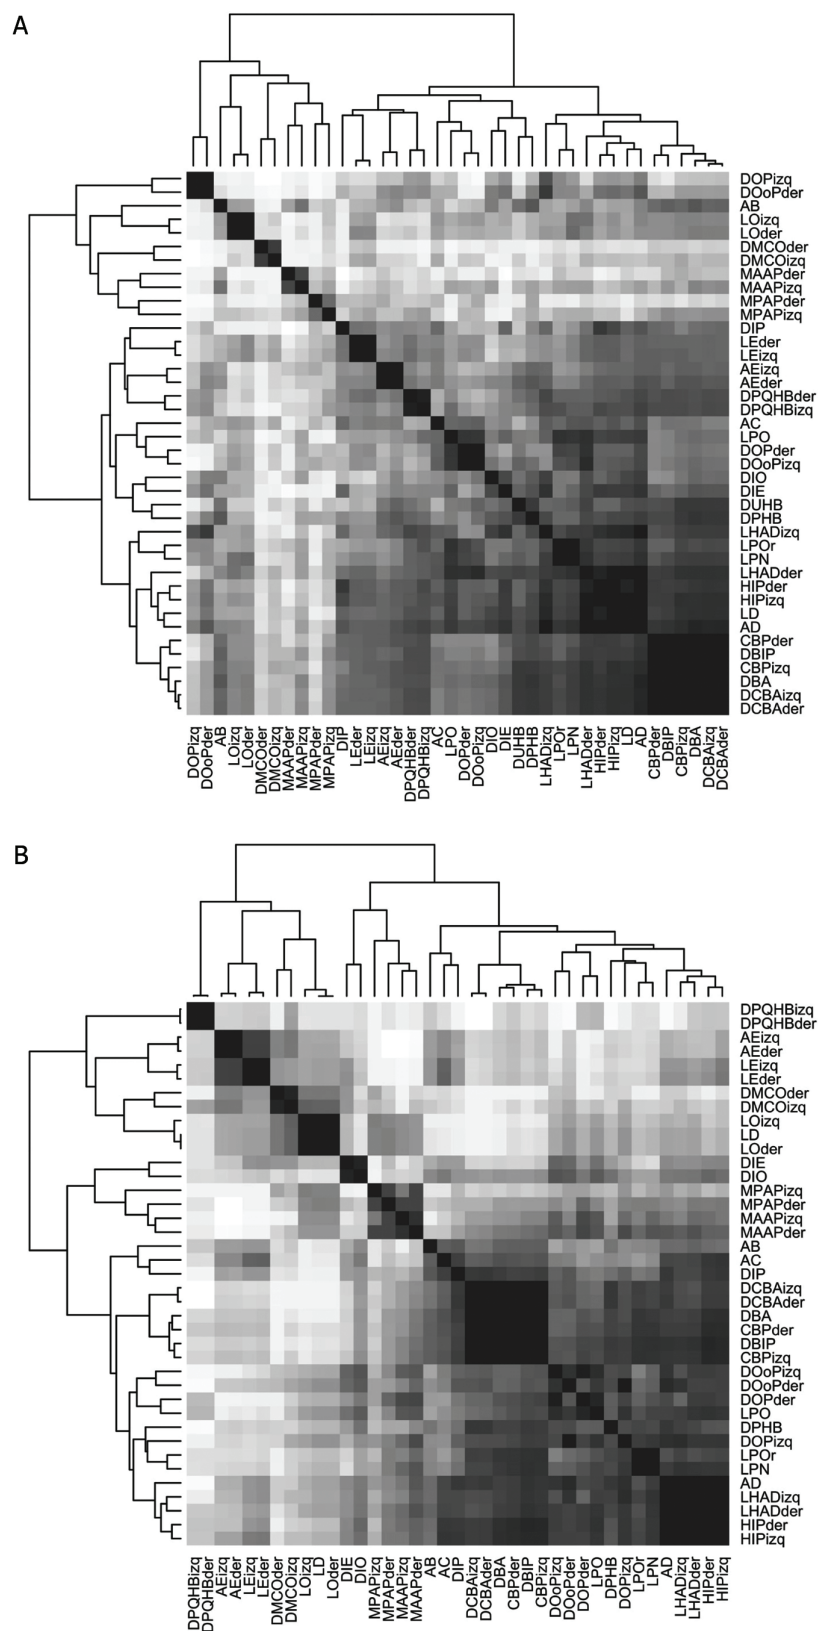 A
DOPizq
DOoPder
AB
LOizq
LOder
DMCOder
DMCOizq
MAAPder
MAAPizq
MPAPder
MPAPizq
DIP
LEder
LEizq
AEizq
AEder
DPQHBder
DPQHBizq
AC
LPO
DOPder
DOoPizq
DIO
DIE
DUHB
DPHB
LHADizq
LPOr
LPN
LHADder
HIPder
HIPizq
LD
AD
CBPder
DBIP
CBPizq
DBA
DCBAizq
DCBAder
DOPizq
DOoPder
AB
LOizq
LOder
DMCOder
DMCOizq
MAAPder
MAAPizq
MPAPder
MPAPizq
DIP
LEder
LEizq
AEizq
AEder
DPQHBder
DPQHBizq
AC
LPO
DOPder
DOoPizq
DIO
DIE
DUHB
DPHB
LHADizq
LPOr
LPN
LHADder
HIPder
HIPizq
LD
AD
CBPder
DBIP
CBPizq
DBA
DCBAizq
DCBAder
B
DPQHBizq
DPQHBder
AEizq
AEder
LEizq
LEder
DMCOder
DMCOizq
LOizq
LD
LOder
DIE
DIO
MPAPizq
MPAPder
MAAPizq
MAAPder
AB
AC
DIP
DCBAizq
DCBAder
DBA
CBPder
DBIP
CBPizq
DOoPizq
DOoPder
DOPder
LPO
DPHB
DOPizq
LPOr
LPN
AD
LHADizq
LHADder
HIPder
HIPizq
DPQHBizq
DPQHBder
AEizq
AEder
LEizq
LEder
DMCOder
DMCOizq
LOizq
LD
LOder
DIE
DIO
MPAPizq
MPAPder
MAAPizq
MAAPder
AB
AC
DIP
DCBAizq
DCBAder
DBA
CBPder
DBIP
CBPizq
DOoPizq
DOoPder
DOPder
LPO
DPHB
DOPizq
LPOr
LPN
AD
LHADizq
LHADder
HIPder
HIPizq